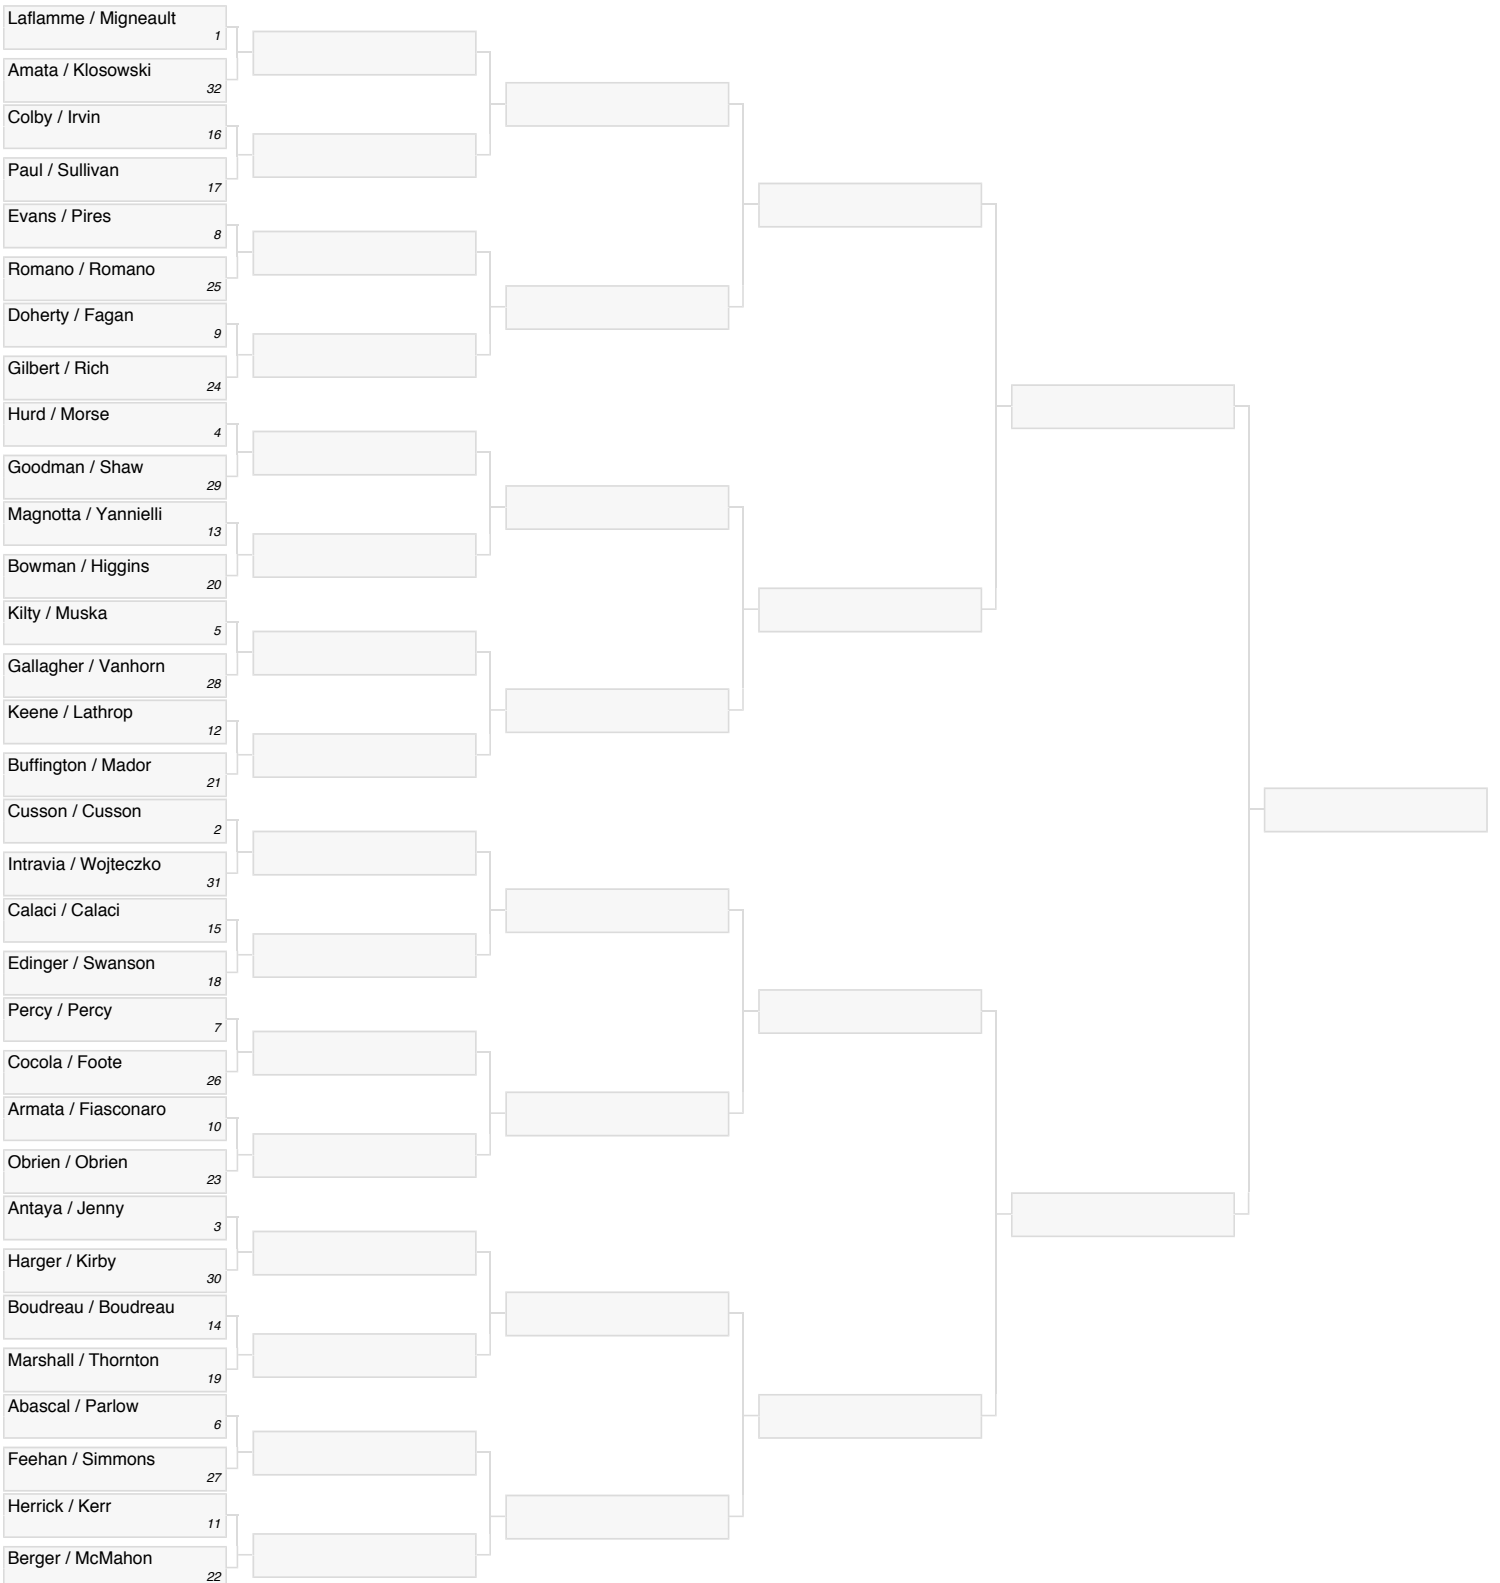 Laflamme / Migneault
1
Amata / Klosowski
32
Colby / Irvin
16
Paul / Sullivan
17
Evans / Pires
8
Romano / Romano
25
Doherty / Fagan
9
Gilbert / Rich
24
Hurd / Morse
4
Goodman / Shaw
29
Magnotta / Yannielli
13
Bowman / Higgins
20
Kilty / Muska
5
Gallagher / Vanhorn
28
Keene / Lathrop
12
Buffington / Mador
21
Cusson / Cusson
2
Intravia / Wojteczko
31
Calaci / Calaci
15
Edinger / Swanson
18
Percy / Percy
7
Cocola / Foote
26
Armata / Fiasconaro
10
Obrien / Obrien
23
Antaya / Jenny
3
Harger / Kirby
30
Boudreau / Boudreau
14
Marshall / Thornton
19
Abascal / Parlow
6
Feehan / Simmons
27
Herrick / Kerr
11
Berger / McMahon
22